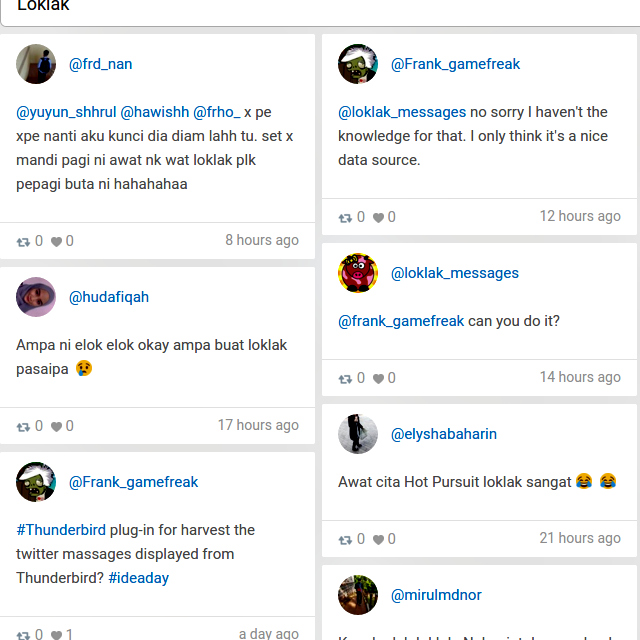 Loklak
@frd_nan
@yuyun_shhrul @hawishh @frho_ x pe
xpe nanti aku kunci dia diam lahh tu. set x
mandi pagi ni awat nk wat loklak plk
pepagi buta ni hahahahaa
0 0 8 hours ago
@hudafiqah
Ampa ni elok elok okay ampa buat loklak
pasaipa 😢
0 0 17 hours ago
@Frank_gamefreak
#Thunderbird plug-in for harvest the
twitter massages displayed from
Thunderbird? #ideaday
0 1 a day ago
@Frank_gamefreak
@loklak_messages no sorry I haven't the
knowledge for that. I only think it's a nice
data source.
0 0 12 hours ago
@loklak_messages
@frank_gamefreak can you do it?
0 0 14 hours ago
@elyshabaharin
Awat cita Hot Pursuit loklak sangat 😂 😂
0 0 21 hours ago
@mirulmdnor